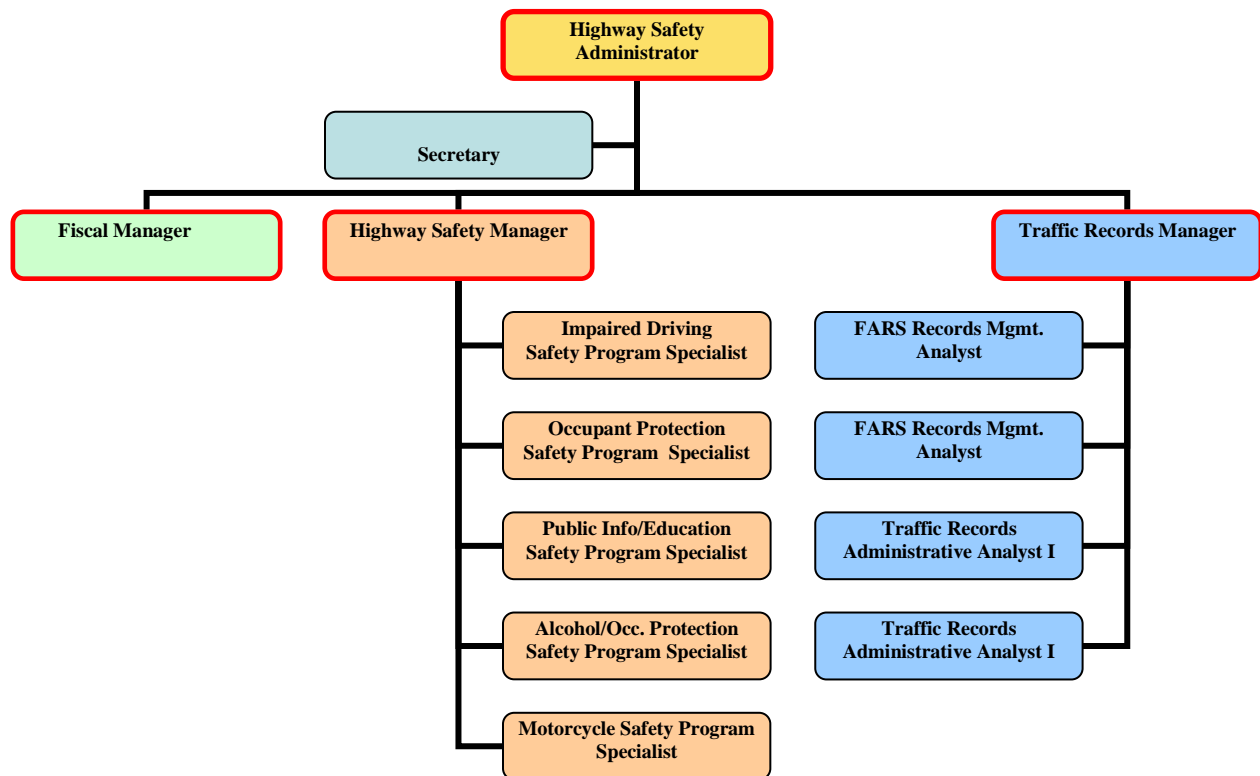 Highway Safety
Administrator
Secretary
Fiscal Manager
Highway Safety Manager
Traffic Records Manager
Impaired Driving
Safety Program Specialist
Occupant Protection
Safety Program  Specialist
Public Info/Education
Safety Program Specialist
Alcohol/Occ. Protection
Safety Program Specialist
Motorcycle Safety Program
Specialist
FARS Records Mgmt.
Analyst
FARS Records Mgmt.
Analyst
Traffic Records
Administrative Analyst I
Traffic Records
Administrative Analyst I